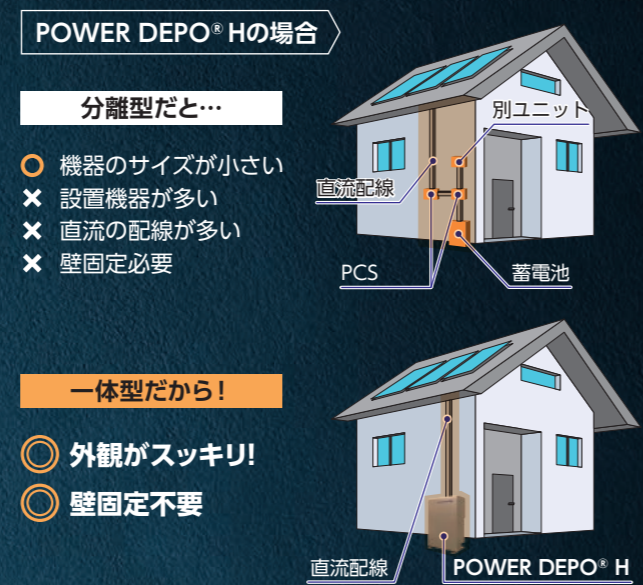 POWER DEPO® Hの場合
分離型だと…
○ 機器のサイズが小さい
× 設置機器が多い
× 直流の配線が多い
× 壁固定必要
別ユニット
直流配線
PCS
蓄電池
一体型だから!
◎ 外観がスッキリ!
◎ 壁固定不要
直流配線
POWER DEPO® H